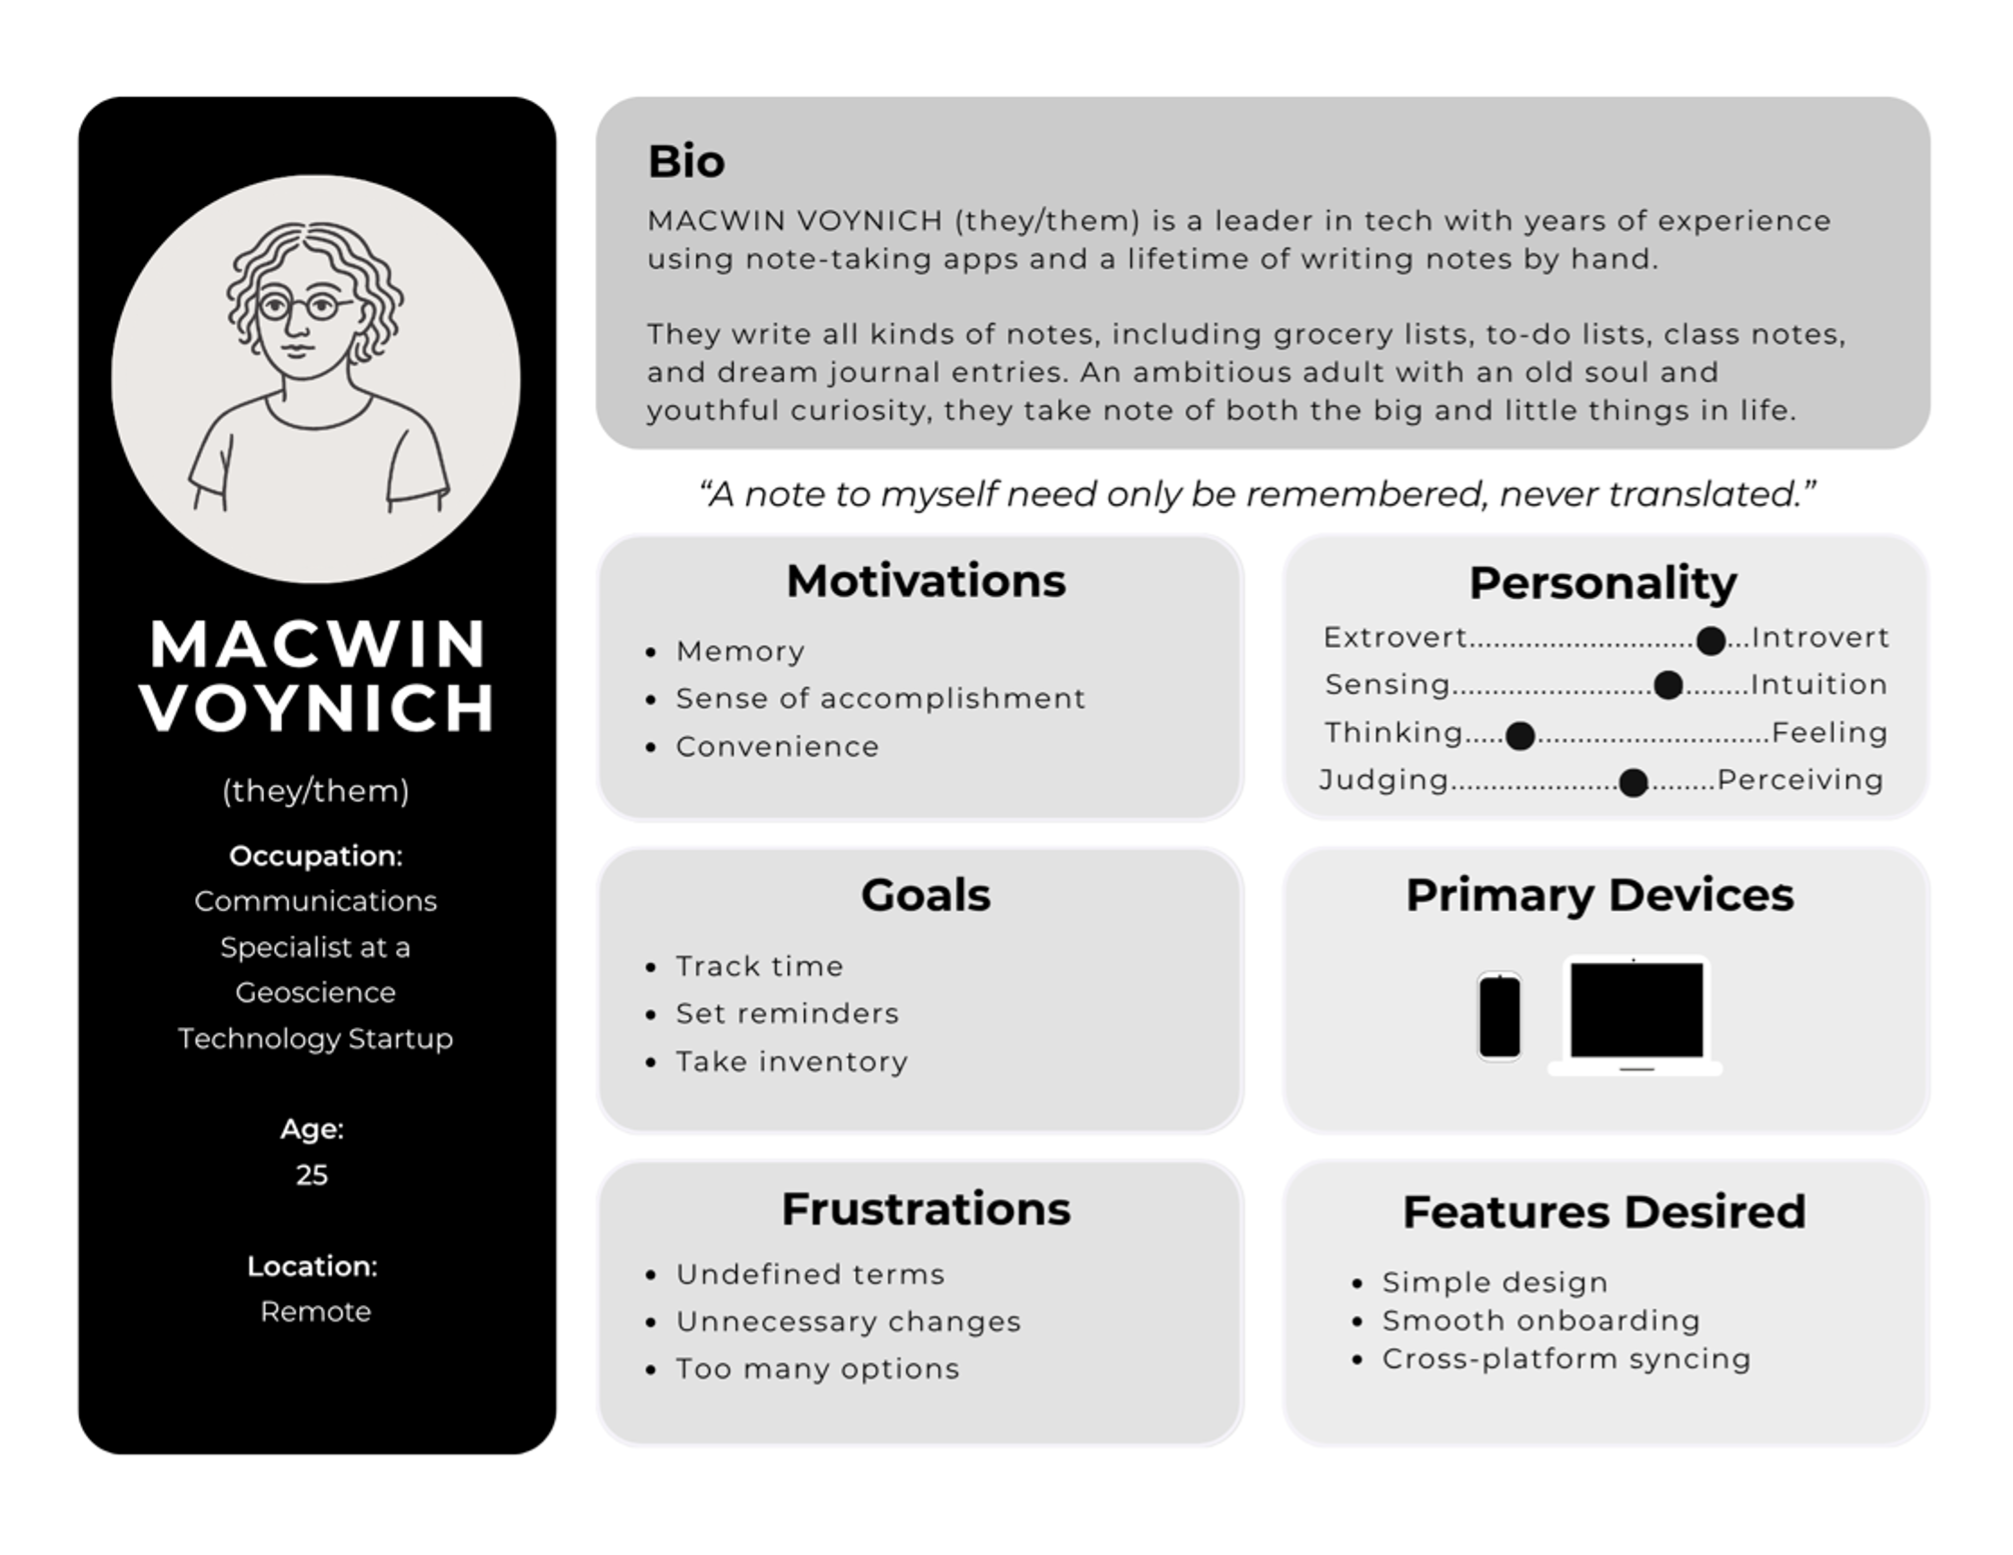 MACWIN
VOYNICH
(they/them)
Occupation:
Communications
Specialist at a
Geoscience
Technology Startup
Age:
25
Location:
Remote
Bio
MACWIN VOYNICH (they/them) is a leader in tech with years of experience
using note-taking apps and a lifetime of writing notes by hand.
They write all kinds of notes, including grocery lists, to-do lists, class notes,
and dream journal entries. An ambitious adult with an old soul and
youthful curiosity, they take note of both the big and little things in life.
“A note to myself need only be remembered, never translated.”
Motivations
• Memory
• Sense of accomplishment
• Convenience
Personality
Extrovert...............................Introvert
Sensing.................................Intuition
Thinking..................................Feeling
Judging.............................Perceiving
Goals
• Track time
• Set reminders
• Take inventory
Primary Devices
Frustrations
• Undefined terms
• Unnecessary changes
• Too many options
Features Desired
• Simple design
• Smooth onboarding
• Cross-platform syncing